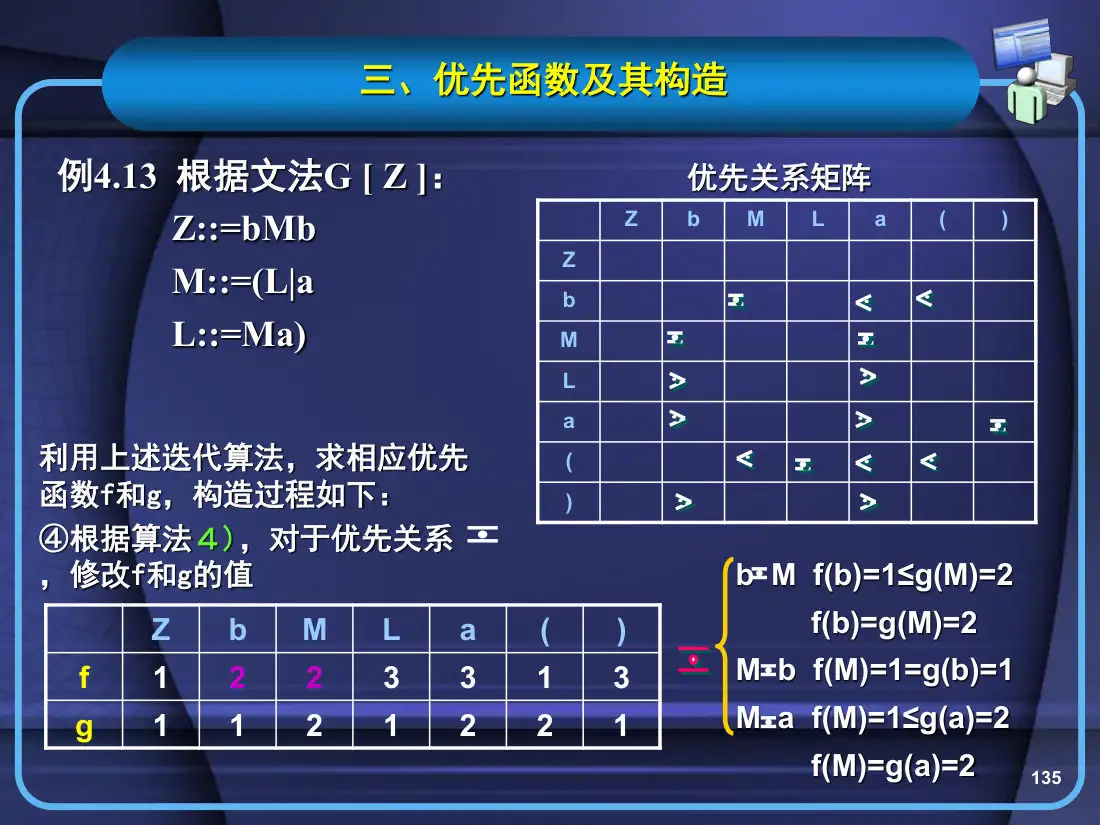 三、优先函数及其构造
例4.13 根据文法G [ Z ]：
Z::=bMb
M::=(L|a
L::=Ma)
优先关系矩阵
Z b M L a ( )
Z
b ≖ ⋖ ⋖
M ≖ ≖
L ⋗ ⋗
a ⋗ ⋗ ≖
( ⋖ ≖ ⋖ ⋖
) ⋗ ⋗
利用上述迭代算法，求相应优先
函数f和g，构造过程如下：
④根据算法４），对于优先关系 ≖
，修改f和g的值
Z b M L a ( )
f 1 2 2 3 3 1 3
g 1 1 2 1 2 2 1
≖
b≖M f(b)=1≤g(M)=2
f(b)=g(M)=2
M≖b f(M)=1=g(b)=1
M≖a f(M)=1≤g(a)=2
f(M)=g(a)=2
135